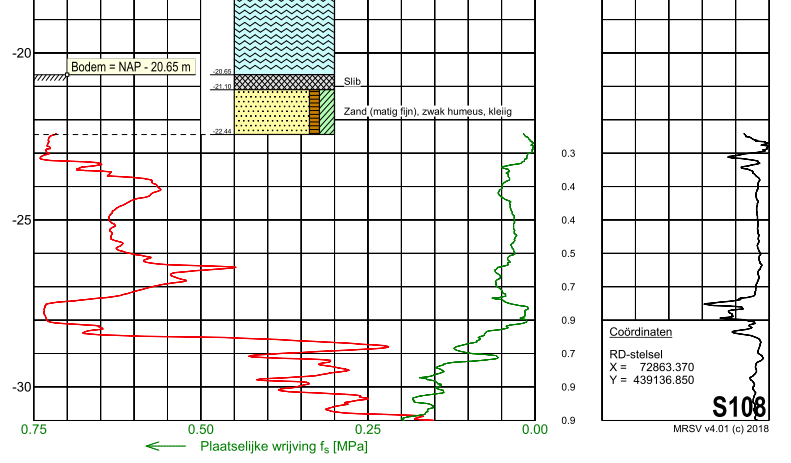 -20
Bodem = NAP - 20.65 m
-20.65
-21.10
Slib
Zand (matig fijn), zwak humeus, kleiig
-22.44
0.3
0.4
-25
0.4
0.5
0.7
0.9
Coördinaten
RD-stelsel
0.7
X = 72863.370
Y = 439136.850
-30
0.9
S108
0.9
MRSV v4.01 (c) 2018
0.75
0.50
0.25
0.00
Plaatselijke wrijving fs [MPa]